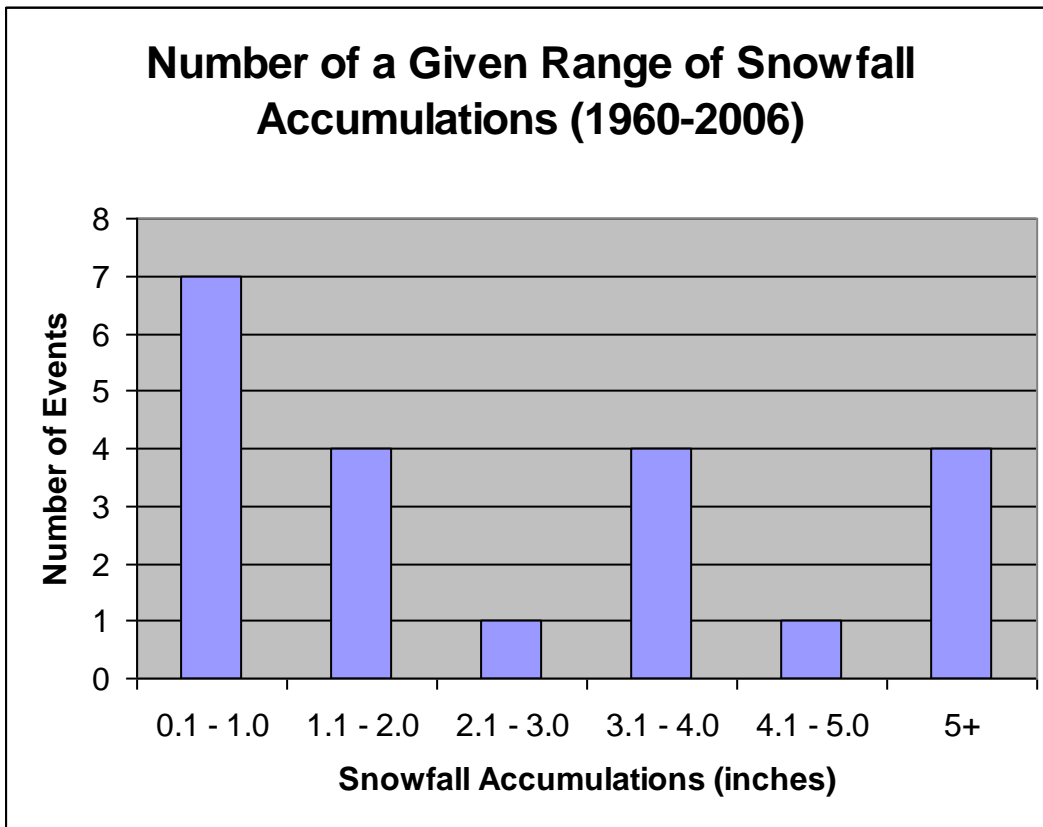 Number of a Given Range of Snowfall
Accumulations (1960-2006)
8
7
6
5
4
3
2
1
0
Number of Events
0.1 - 1.0 1.1 - 2.0 2.1 - 3.0 3.1 - 4.0 4.1 - 5.0 5+
Snowfall Accumulations (inches)